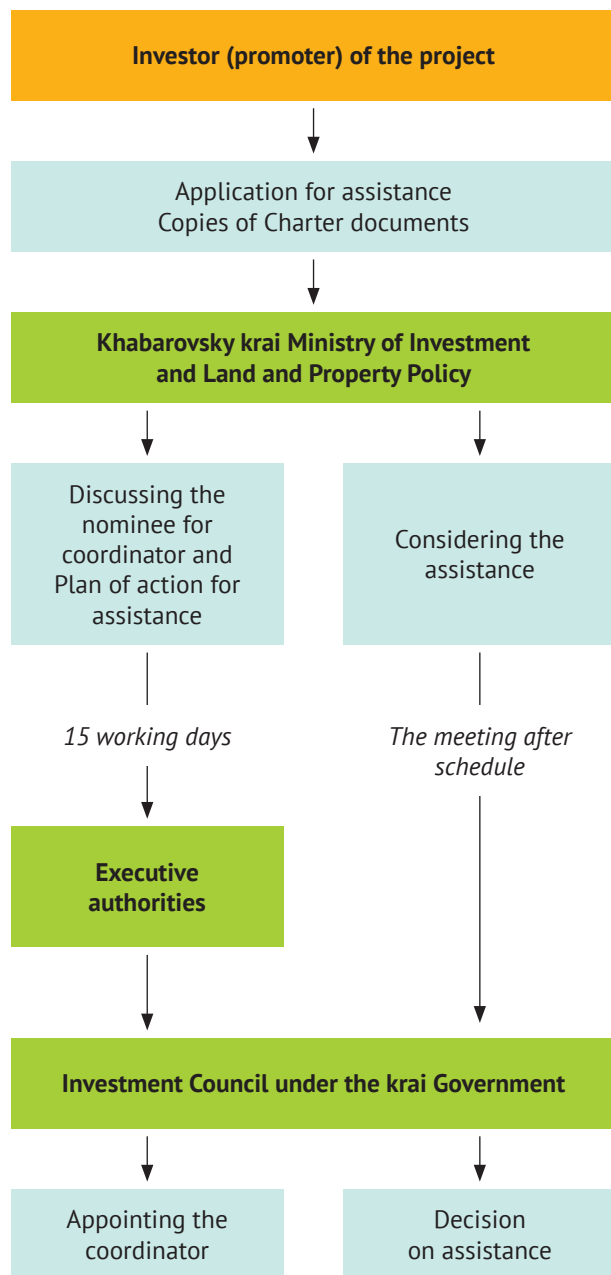 Investor (promoter) of the project
Application for assistance
Copies of Charter documents
Khabarovsky krai Ministry of Investment
and Land and Property Policy
Discussing the
nominee for
coordinator and
Plan of action for
assistance
Considering the
assistance
15 working days
The meeting after
schedule
Executive
authorities
Investment Council under the krai Government
Appointing the
coordinator
Decision
on assistance